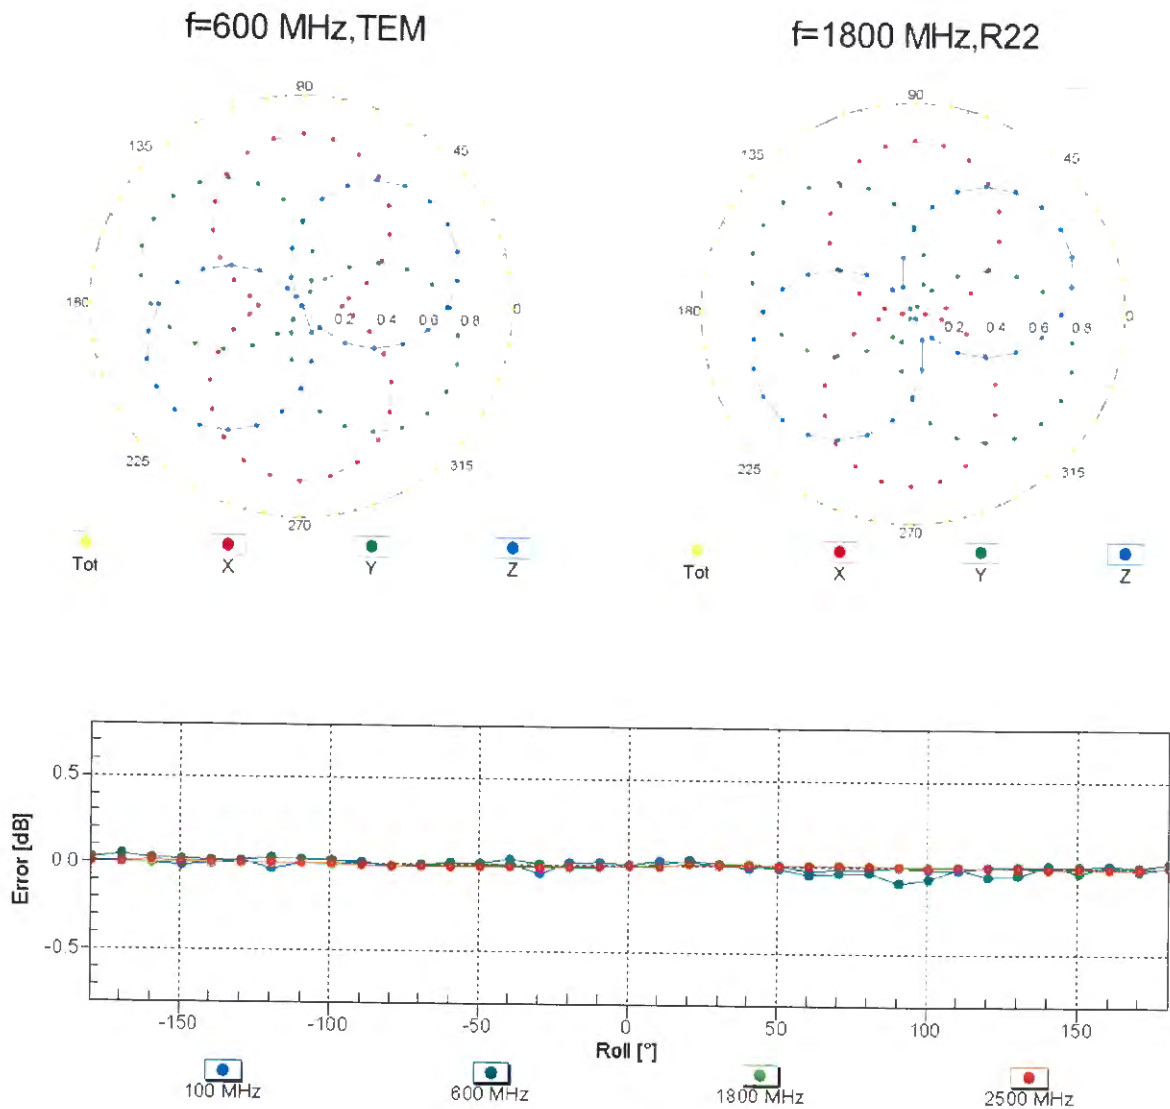 f=600 MHz,TEM
f=1800 MHz,R22
90
135
45
180
0
0.2
0.4
0.6
0.8
225
315
270
Tot
X
Y
Z
90
135
45
180
0
0.2
0.4
0.6
0.8
225
315
270
Tot
X
Y
Z
Error [dB]
0.5
0.0
-0.5
-150
-100
-50
0
50
100
150
Roll [°]
100 MHz
600 MHz
1800 MHz
2500 MHz